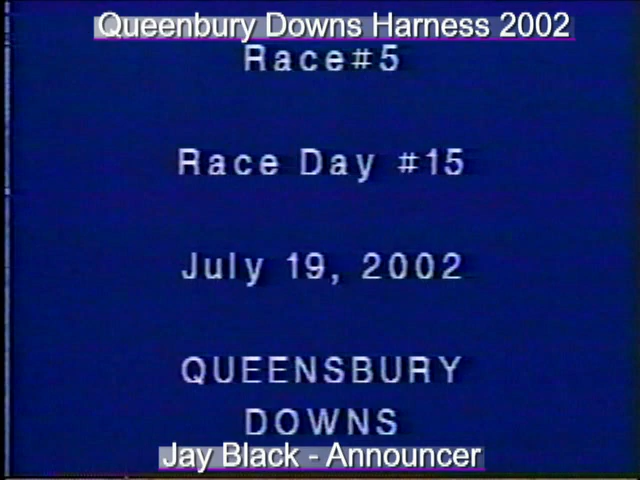 Queenbury Downs Harness 2002
Race#5
Race Day #15
July 19, 2002
QUEENSBURY
DOWNS
Jay Black - Announcer